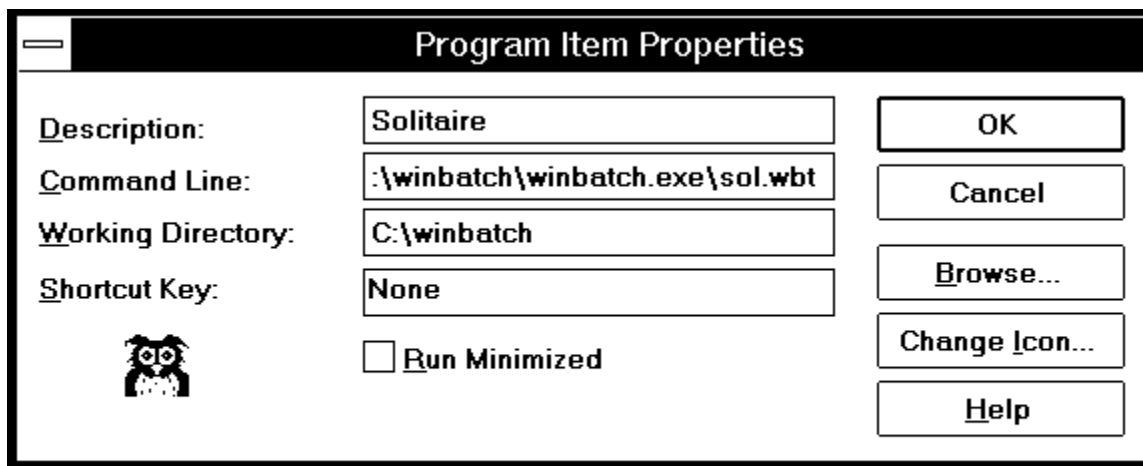 Program Item Properties
Description: Solitaire OK
Command Line: :\winbatch\winbatch.exe\sol.wbt Cancel
Working Directory: C:\winbatch
Shortcut Key: None Browse...
Run Minimized Change Icon...
Help